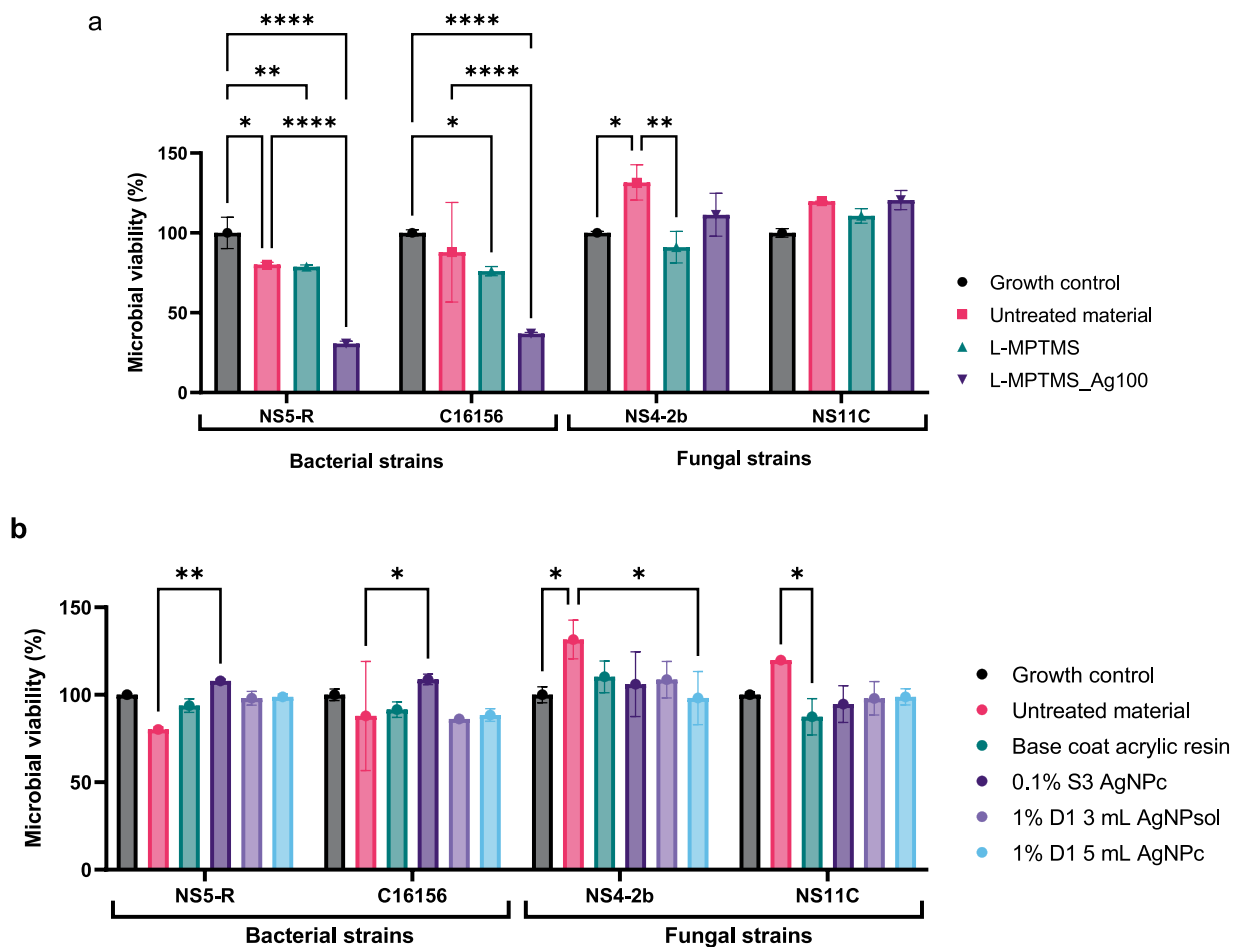 a
**** ****
** ****
* **** * * **
150
100
50
0
Microbial viability (%)
NS5-R C16156 NS4-2b NS11C
Bacterial strains Fungal strains
Growth control
Untreated material
L-MPTMS
L-MPTMS_Ag100
b
** * * * *
150
100
50
0
Microbial viability (%)
NS5-R C16156 NS4-2b NS11C
Bacterial strains Fungal strains
Growth control
Untreated material
Base coat acrylic resin
0.1% S3 AgNPc
1% D1 3 mL AgNPsol
1% D1 5 mL AgNPc